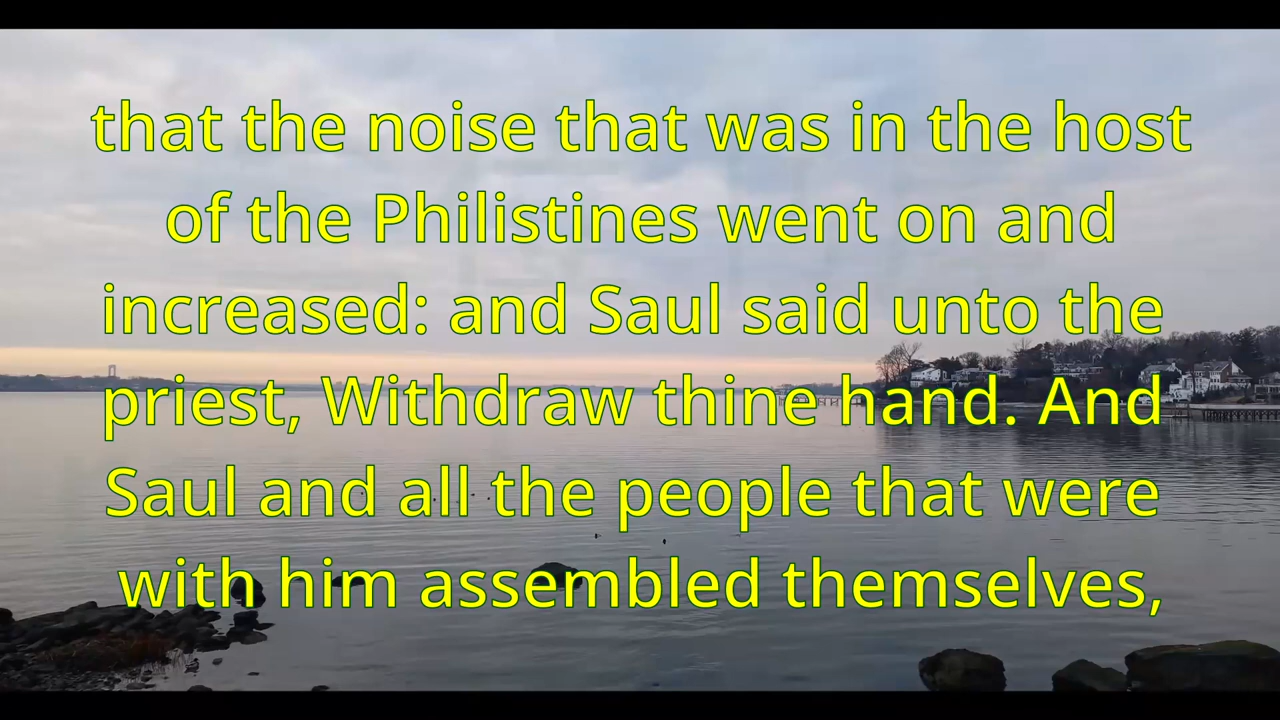 that the noise that was in the host
of the Philistines went on and
increased: and Saul said unto the
priest, Withdraw thine hand. And
Saul and all the people that were
with him assembled themselves,